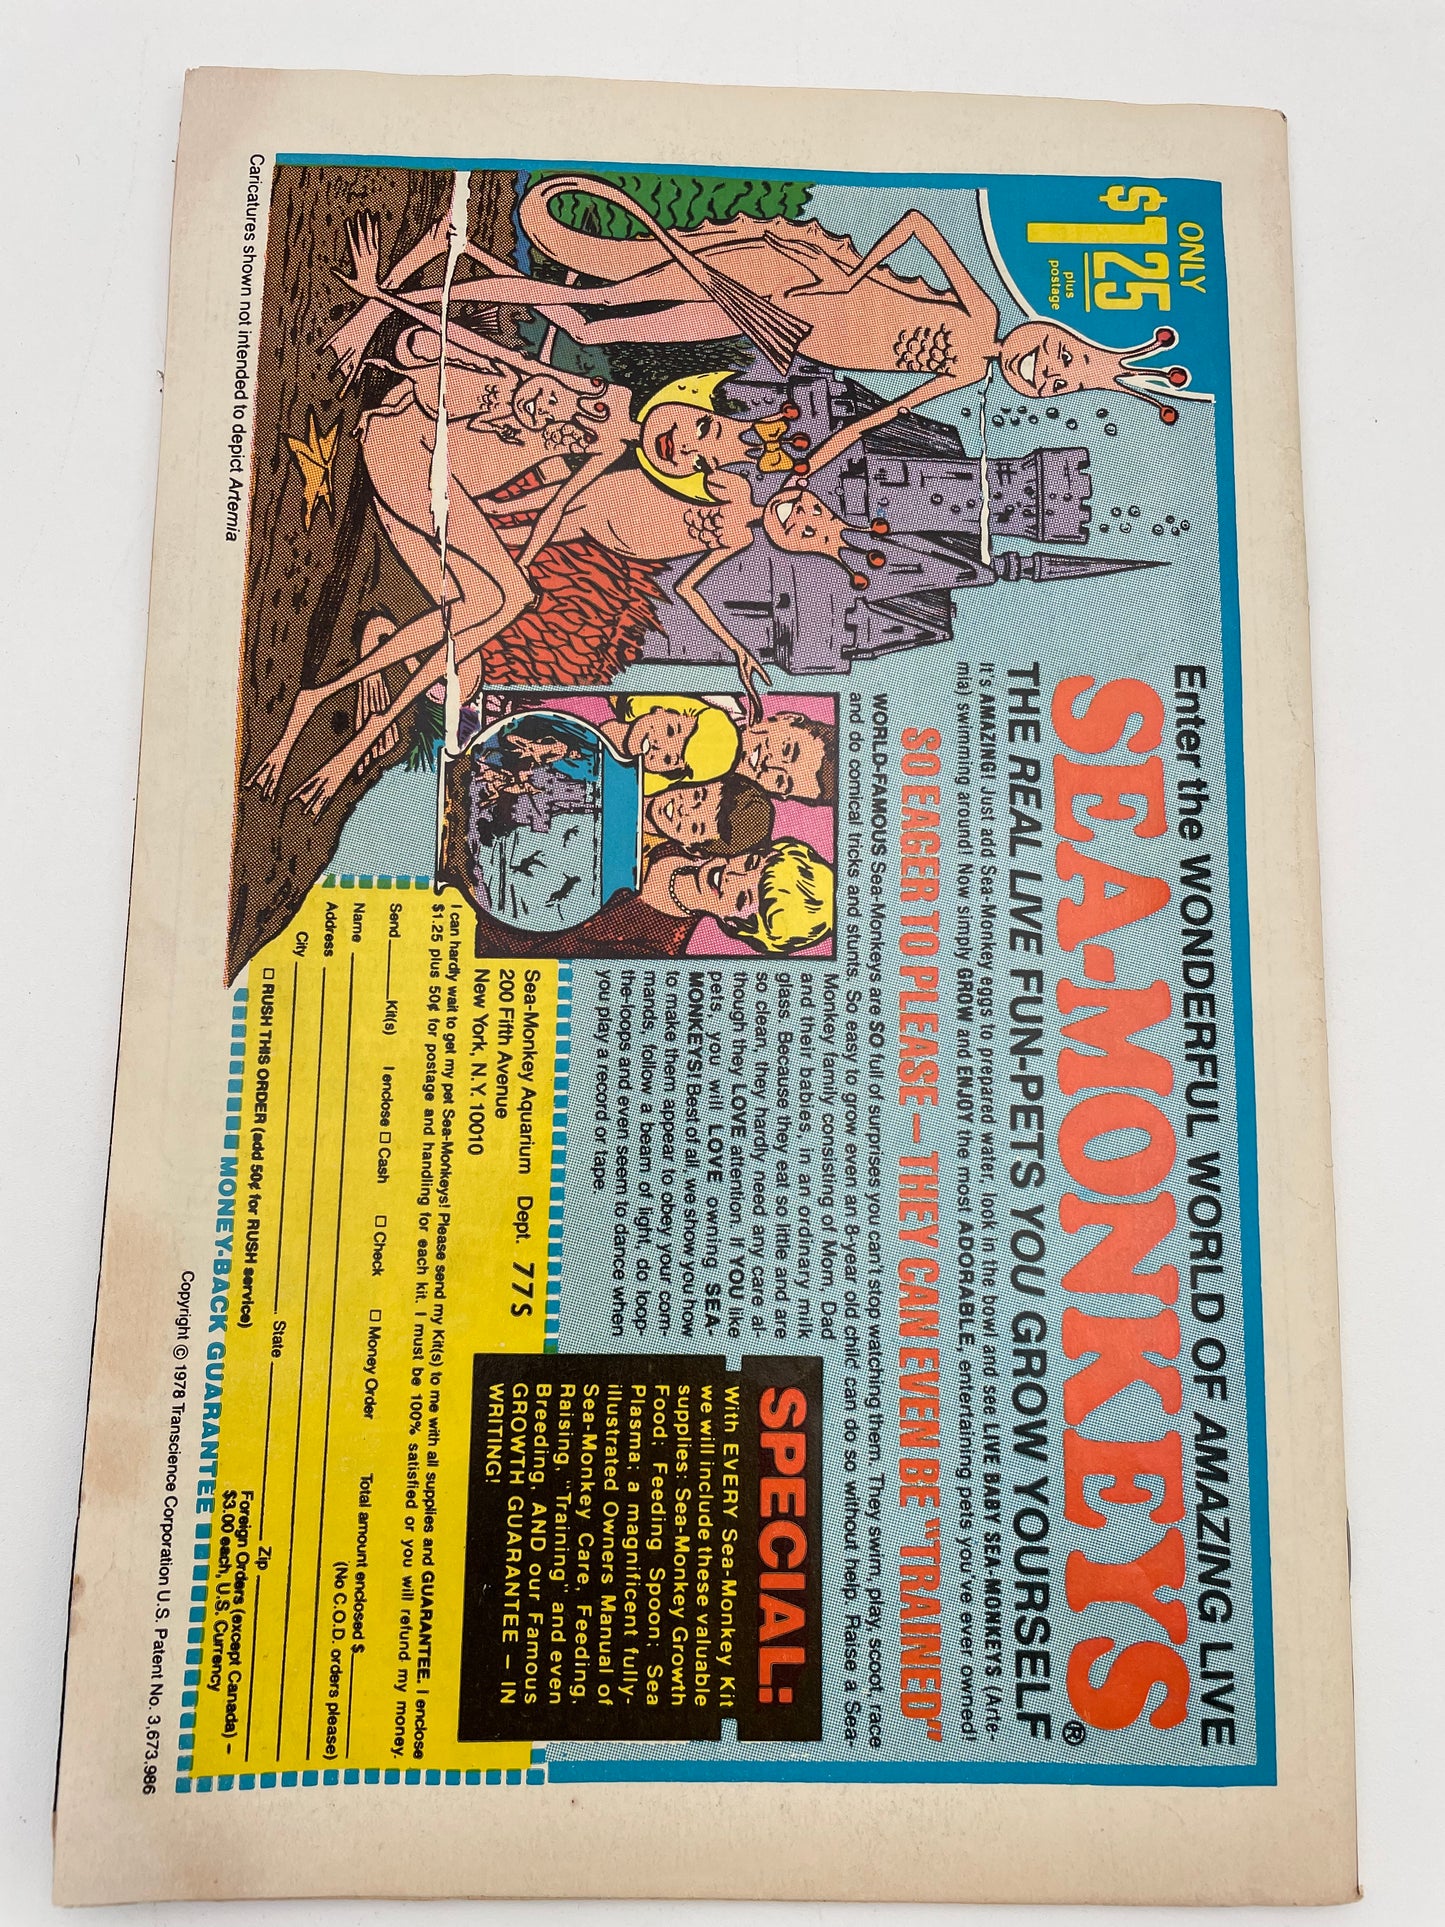 ONLY
$1.25
plus
postage
Enter the WONDERFUL WORLD OF AMAZING LIVE
SEA-MONKEYS®
THE REAL LIVE FUN-PETS YOU GROW YOURSELF
It's AMAZING! Just add Sea-Monkey eggs to prepared water, look in the bowl and see LIVE BABY SEA-MONKEYS (Arte-
mia) swimming around! Now simply GROW and ENJOY the most ADORABLE, entertaining pets you've ever owned!
SO EAGER TO PLEASE — THEY CAN EVEN BE "TRAINED"
WORLD-FAMOUS Sea-Monkeys are SO full of surprises you can't stop watching them. They swim, play, scoot, race
and do comical tricks and stunts. So easy to grow even an 8-year old child can do so without help. Raise a Sea-
Monkey family consisting of Mom, Dad
and their babies, in an ordinary milk
glass. Because they eat so little and are
so clean, they hardly need any care al-
though they LOVE attention. If YOU like
pets, you will LOVE owning SEA
MONKEYS! Best of all, we show you how
to make them appear to obey your com-
mands, follow a beam of light, do loop-
the-loops and even seem to dance when
you play a record or tape.
SPECIAL:
With EVERY Sea-Monkey Kit
we will include these valuable
supplies: Sea-Monkey Growth
Food; Feeding Spoon; Sea
Plasma; a magnificent fully-
illustrated Owners Manual of
Sea-Monkey Care, Feeding,
Raising, "Training" and even
Breeding, AND our Famous
GROWTH GUARANTEE — IN
WRITING!
Sea-Monkey Aquarium Dept. 77S
200 Fifth Avenue
New York, N.Y. 10010
I can hardly wait to get my pet Sea-Monkeys! Please send my Kit(s) to me with all supplies and GUARANTEE. I enclose
$1.25 plus 50¢ for postage and handling for each kit. I must be 100% satisfied or you will refund my money.
Send____Kit(s) I enclose □ Cash □ Check □ Money Order Total amount enclosed $____
Name (No C.O.D. orders please)
Address
City State Zip
□ RUSH THIS ORDER (add 50¢ for RUSH service) Foreign Orders (except Canada) —
$3.00 each, U.S. Currency
MONEY-BACK GUARANTEE
Caricatures shown not intended to depict Artemia
Copyright © 1978 Transcience Corporation U.S. Patent No. 3,673,986